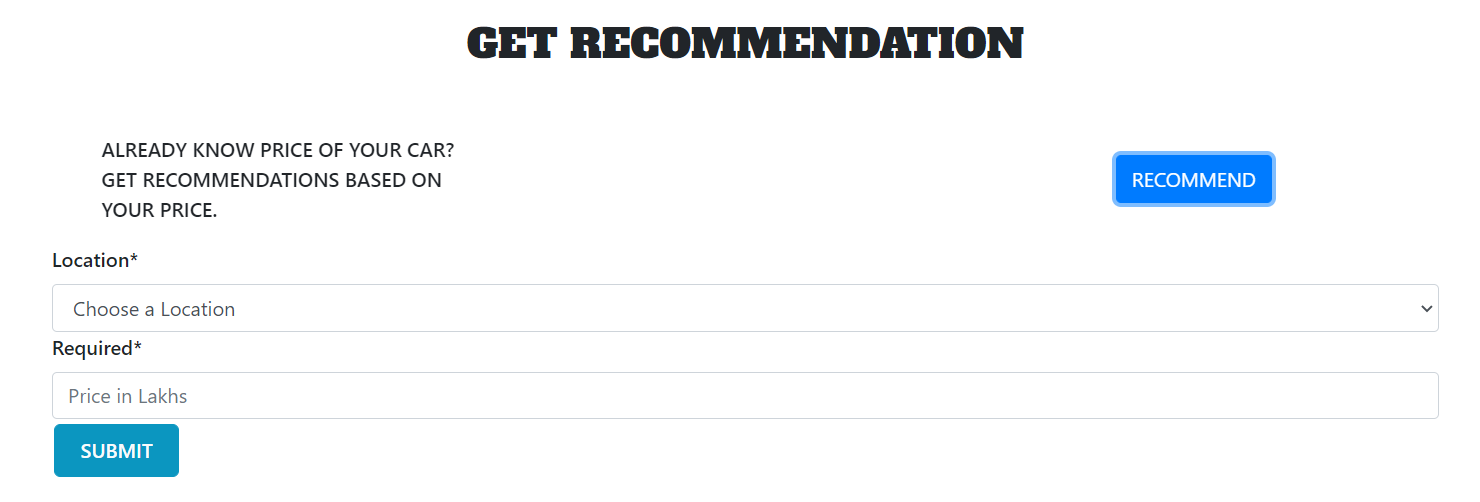 GET RECOMMENDATION
ALREADY KNOW PRICE OF YOUR CAR?
GET RECOMMENDATIONS BASED ON
YOUR PRICE.
RECOMMEND
Location*
Choose a Location
Required*
Price in Lakhs
SUBMIT